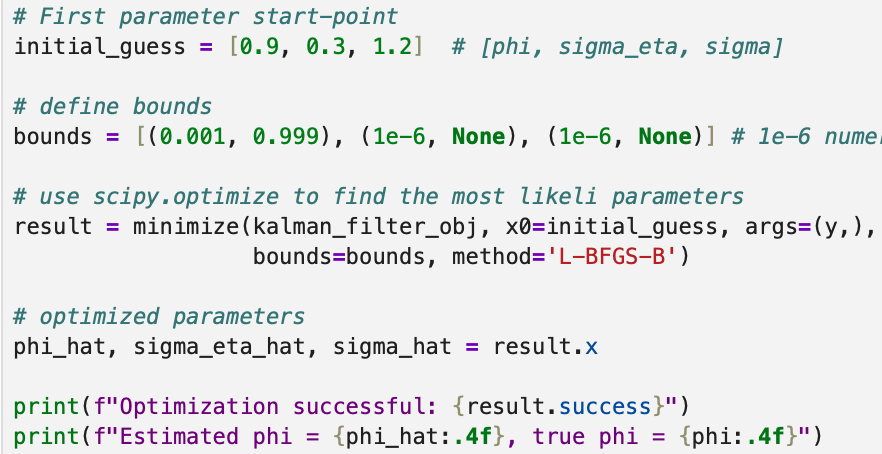 # First parameter start-point
initial_guess = [0.9, 0.3, 1.2]  # [phi, sigma_eta, sigma]
# define bounds
bounds = [(0.001, 0.999), (1e-6, None), (1e-6, None)] # 1e-6
# use scipy.optimize to find the most likeli parameters
result = minimize(kalman_filter_obj, x0=initial_guess, args=(y,),
                  bounds=bounds, method='L-BFGS-B')
# optimized parameters
phi_hat, sigma_eta_hat, sigma_hat = result.x
print(f"Optimization successful: {result.success}")
print(f"Estimated phi = {phi_hat:.4f}, true phi = {phi:.4f}")